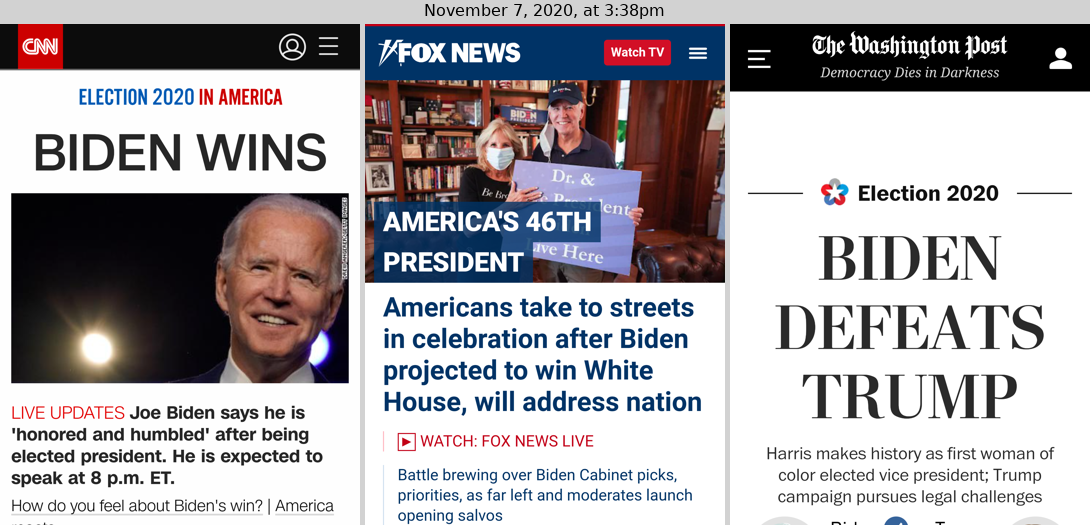 November 7, 2020, at 3:38pm
CNN
ELECTION 2020 IN AMERICA
BIDEN WINS
LIVE UPDATES Joe Biden says he is
'honored and humbled' after being
elected president. He is expected to
speak at 8 p.m. ET.
How do you feel about Biden's win? | America
FOX NEWS
Watch TV
BIDEN
PRESIDENT
Dr. &
Live Here
AMERICA'S 46TH
PRESIDENT
Americans take to streets
in celebration after Biden
projected to win White
House, will address nation
WATCH: FOX NEWS LIVE
Battle brewing over Biden Cabinet picks,
priorities, as far left and moderates launch
opening salvos
The Washington Post
Democracy Dies in Darkness
Election 2020
BIDEN
DEFEATS
TRUMP
Harris makes history as first woman of
color elected vice president; Trump
campaign pursues legal challenges